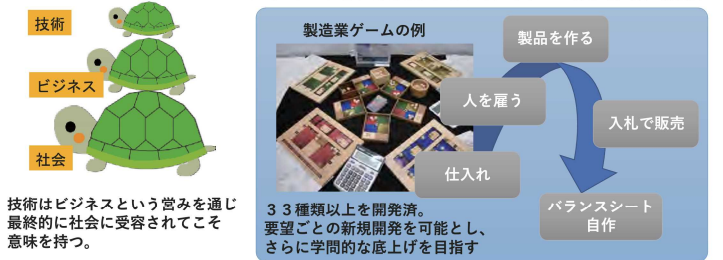 技術
ビジネス
社会
技術はビジネスという営みを通じ
最終的に社会に受容されてこそ
意味を持つ。
製造業ゲームの例
製品を作る
人を雇う
入札で販売
仕入れ
バランスシート
自作
３３種類以上を開発済。
要望ごとの新規開発を可能とし、
さらに学問的な底上げを目指す